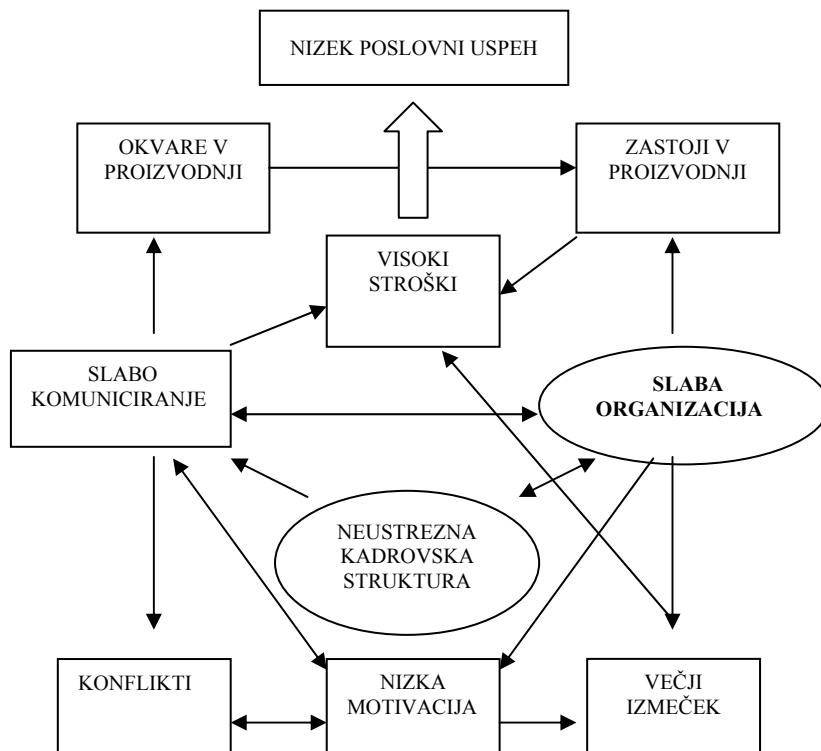 NIZEK POSLOVNI USPEH
OKVARE V
PROIZVODNJI
ZASTOJI V
PROIZVODNJI
VISOKI
STROŠKI
SLABO
KOMUNICIRANJE
SLABA
ORGANIZACIJA
NEUSTREZNA
KADROVSKA
STRUKTURA
KONFLIKTI
NIZKA
MOTIVACIJA
VEČJI
IZMEČEK